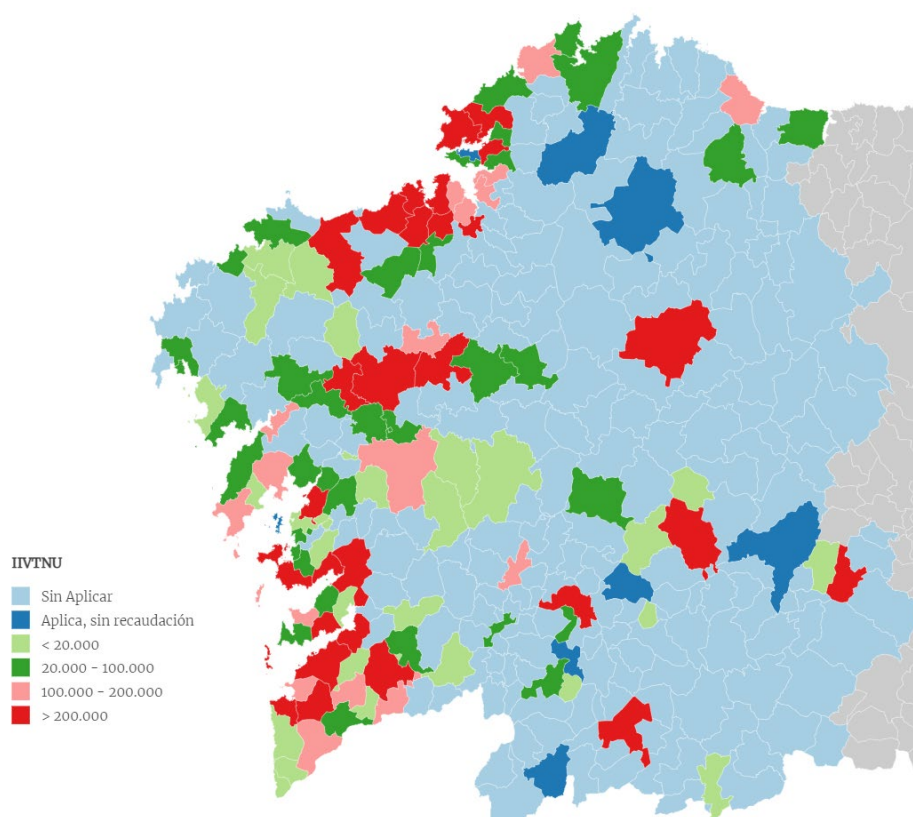 IIVTNU
Sin Aplicar
Aplica, sin recaudación
< 20.000
20.000 - 100.000
100.000 - 200.000
> 200.000